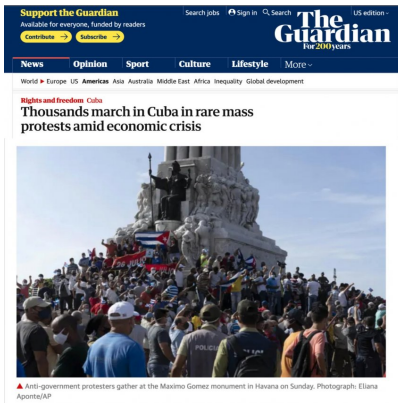 Support the Guardian
Available for everyone, funded by readers
Contribute → Subscribe →
Search jobs Sign in Search US edition
The Guardian
For 200 years
News Opinion Sport Culture Lifestyle More
World ▶ Europe US Americas Asia Australia Middle East Africa Inequality Global development
Rights and freedom Cuba
Thousands march in Cuba in rare mass
protests amid economic crisis
26 JULIO
POLICIA
▲ Anti-government protesters gather at the Maximo Gomez monument in Havana on Sunday. Photograph: Eliana
Aponte/AP